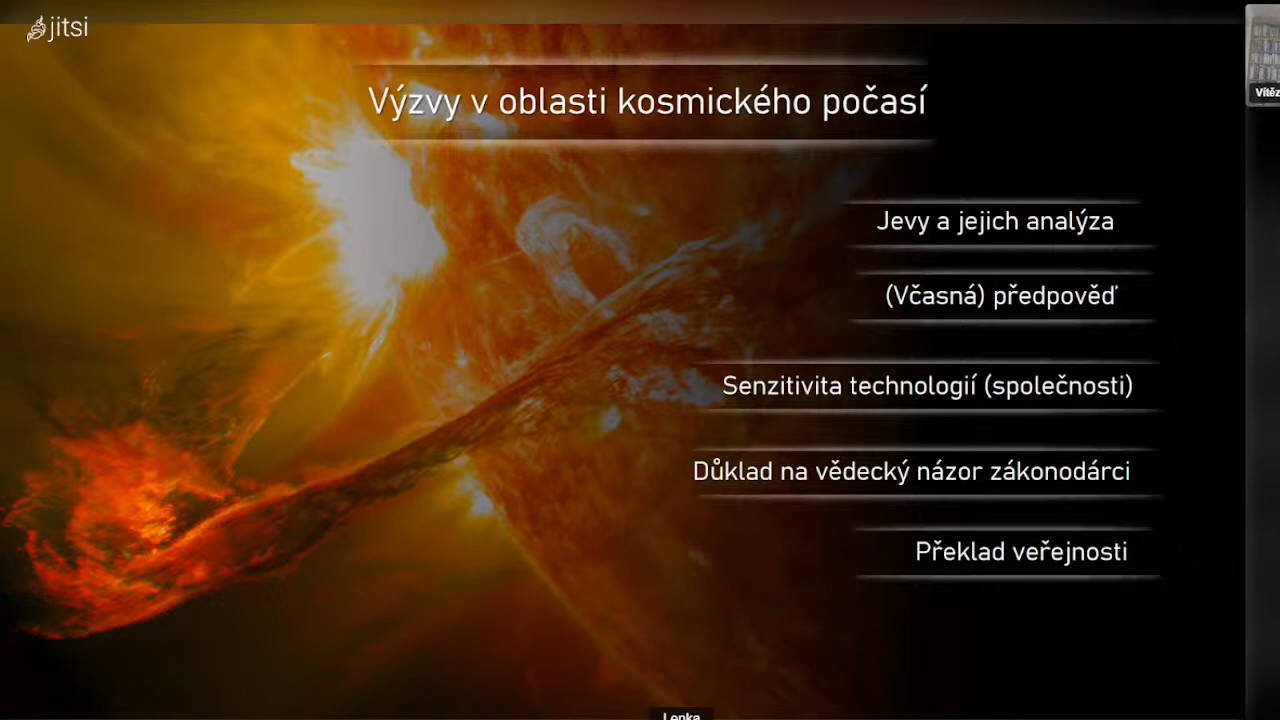 jitsi
Výzvy v oblasti kosmického počasí
Vítěz
Jevy a jejich analýza
(Včasná) předpověď
Senzitivita technologií (společnosti)
Důklad na vědecký názor zákonodárci
Překlad veřejnosti
Lenka